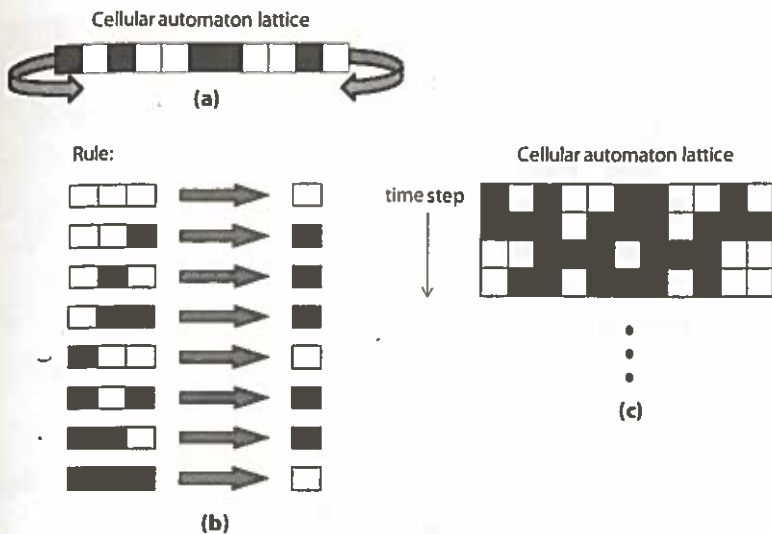 Cellular automaton lattice
(a)
Rule:
(b)
Cellular automaton lattice
time step
(c)